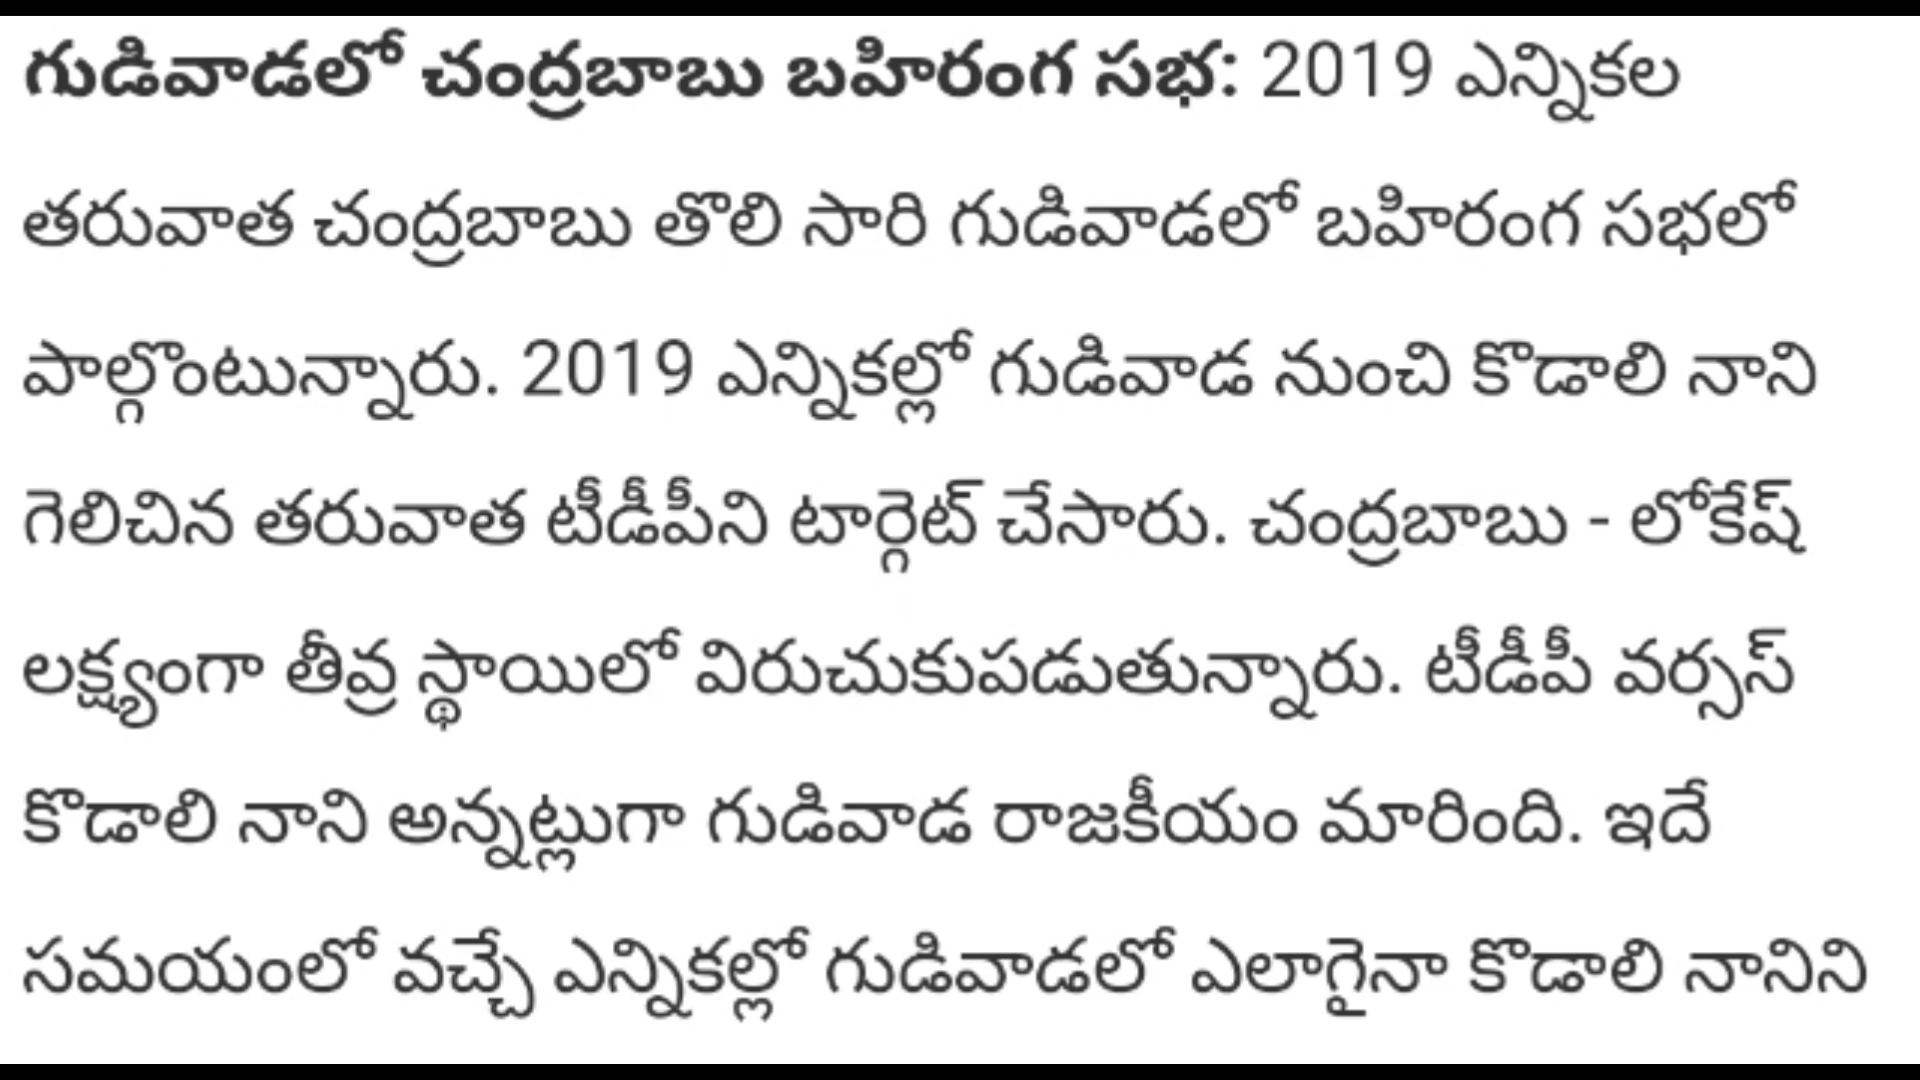 గుడివాడలో చంద్రబాబు బహిరంగ సభ: 2019 ఎన్నికల
తరువాత చంద్రబాబు తొలి సారి గుడివాడలో బహిరంగ సభలో
పాల్గొంటున్నారు. 2019 ఎన్నికల్లో గుడివాడ నుంచి కొడాలి నాని
గెలిచిన తరువాత టీడీపీని టార్గెట్ చేసారు. చంద్రబాబు - లోకేష్
లక్ష్యంగా తీవ్ర స్థాయిలో విరుచుకుపడుతున్నారు. టీడీపీ వర్సస్
కొడాలి నాని అన్నట్లుగా గుడివాడ రాజకీయం మారింది. ఇదే
సమయంలో వచ్చే ఎన్నికల్లో గుడివాడలో ఎలాగైనా కొడాలి నానిని